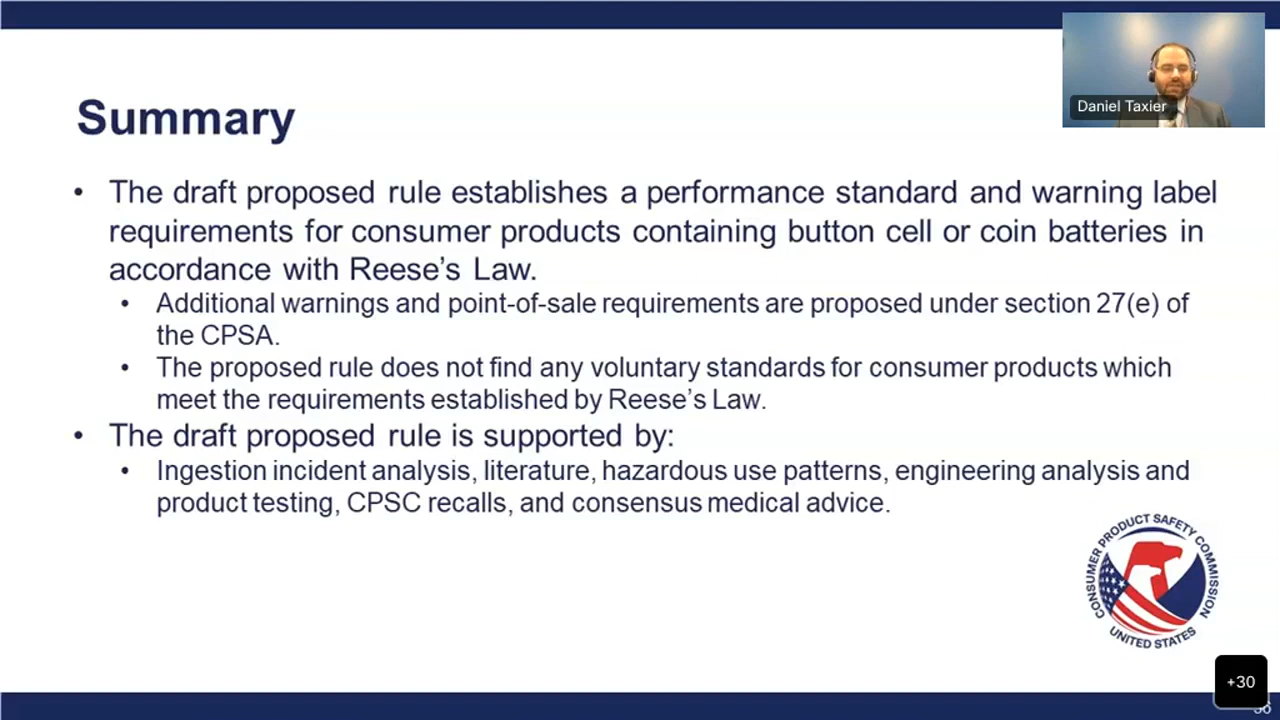 Summary
Daniel Taxier
• The draft proposed rule establishes a performance standard and warning label
requirements for consumer products containing button cell or coin batteries in
accordance with Reese's Law.
• Additional warnings and point-of-sale requirements are proposed under section 27(e) of
the CPSA.
• The proposed rule does not find any voluntary standards for consumer products which
meet the requirements established by Reese's Law.
• The draft proposed rule is supported by:
• Ingestion incident analysis, literature, hazardous use patterns, engineering analysis and
product testing, CPSC recalls, and consensus medical advice.
CONSUMER PRODUCT SAFETY COMMISSION
UNITED STATES
+30